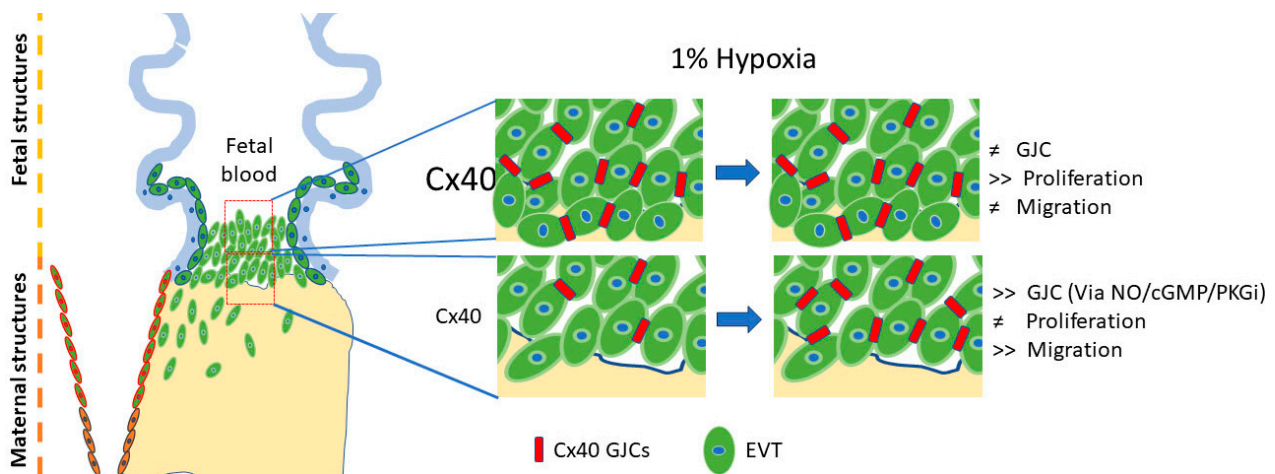 Fetal structures
Maternal structures
Fetal
blood
1% Hypoxia
Cx40
≠ GJC
>> Proliferation
≠ Migration
Cx40
>> GJC (Via NO/cGMP/PKGi)
≠ Proliferation
>> Migration
Cx40 GJCs
EVT